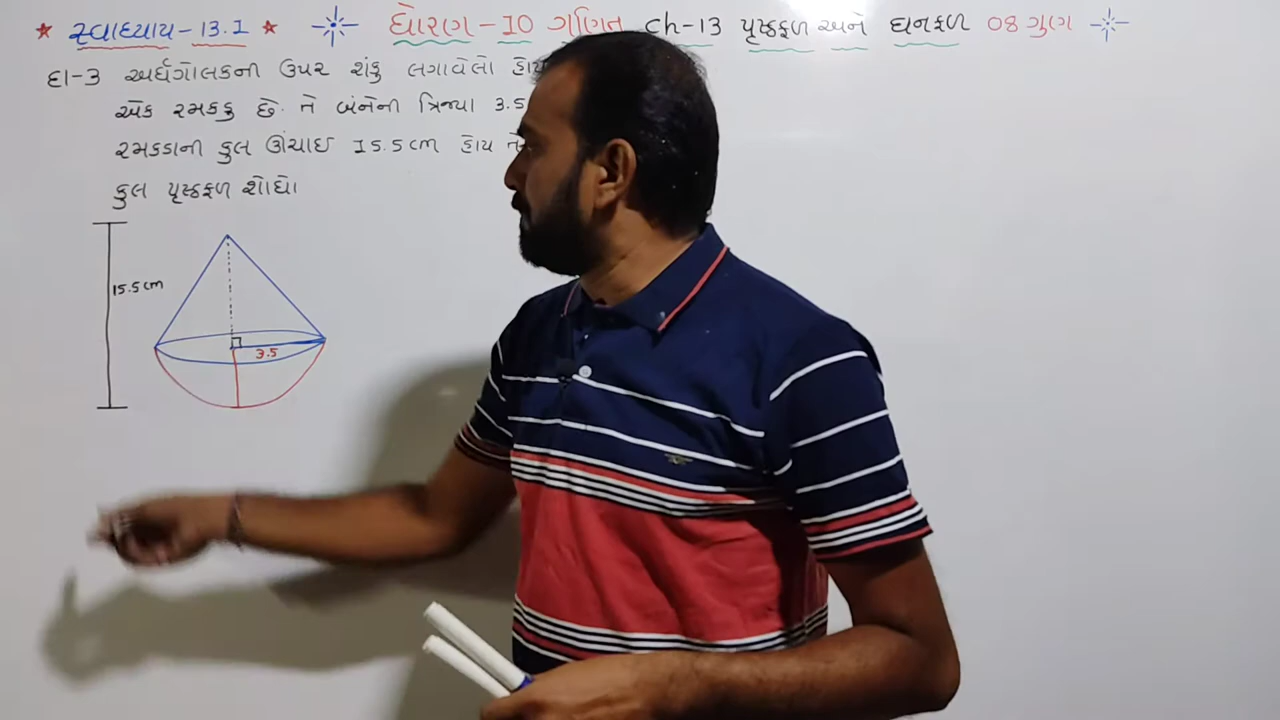 ★ સ્વાધ્યાય-13.1 ★ ધોરણ-10 ગણિત ch-13 પૃષ્ઠફળ અને ઘનફળ 08 ગુણ
દા-3 અર્ધગોલકની ઉપર શંકુ લગાવેલો હોય
એક રમકડુ છે. તે બંનેની ત્રિજ્યા 3.5
રમકડાની કુલ ઊંચાઈ 15.5cm હોય
કુલ પૃષ્ઠફળ શોધો
15.5cm
3.5